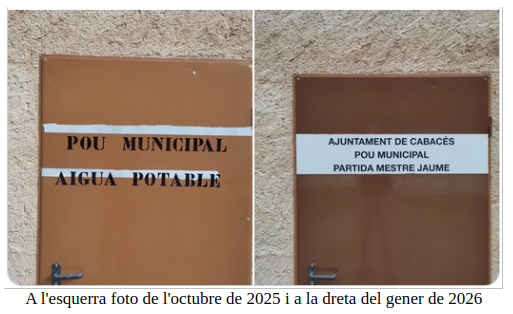 POU MUNICIPAL
AIGUA POTABLE
AJUNTAMENT DE CABACÉS
POU MUNICIPAL
PARTIDA MESTRE JAUME
A l'esquerra foto de l'octubre de 2025 i a la dreta del gener de 2026